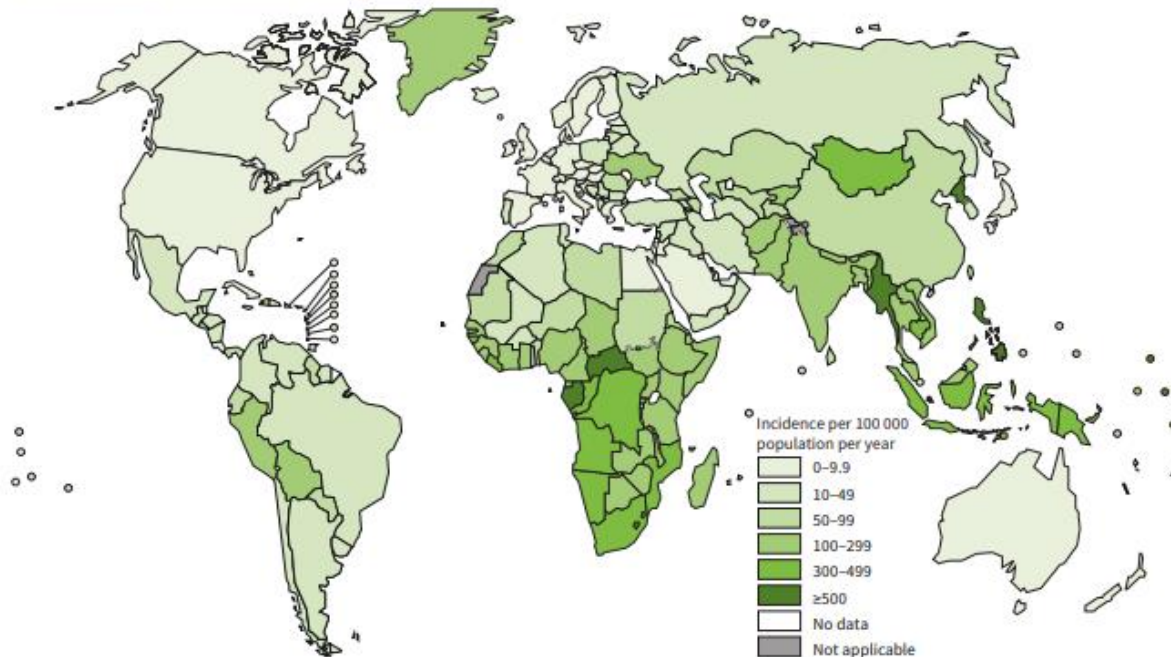 Incidence per 100 000
population per year
0–9.9
10–49
50–99
100–299
300–499
≥500
No data
Not applicable